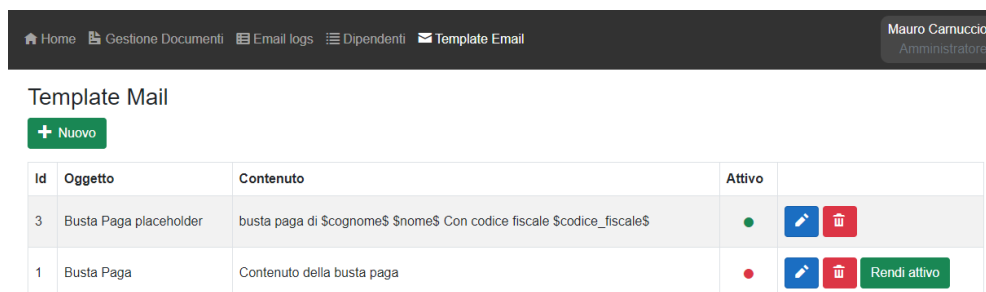 Home Gestione Documenti Email logs Dipendenti Template Email
Mauro Carnuccio
Amministratore
Template Mail
Nuovo
Id Oggetto Contenuto Attivo
3 Busta Paga placeholder busta paga di $cognome$ $nome$ Con codice fiscale $codice_fiscale$
1 Busta Paga Contenuto della busta paga Rendi attivo